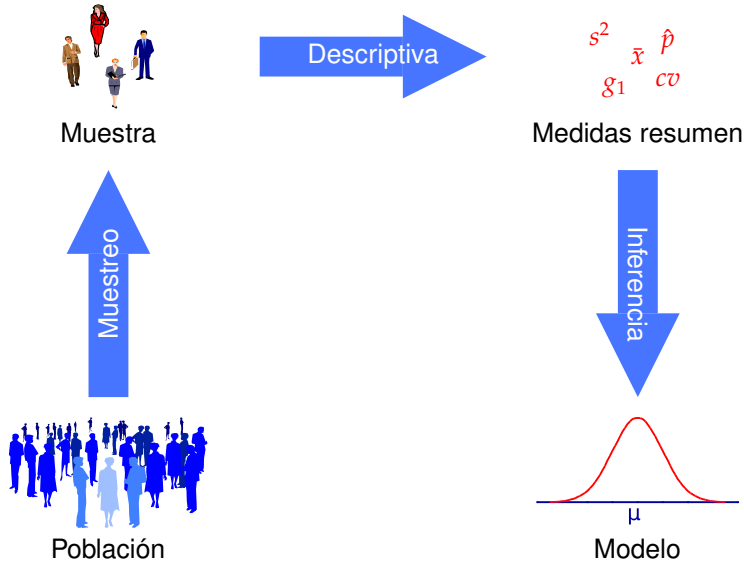 Descriptiva
s² x̄ p̂
g₁ cv
Muestra
Medidas resumen
Muestreo
Inferencia
μ
Población
Modelo